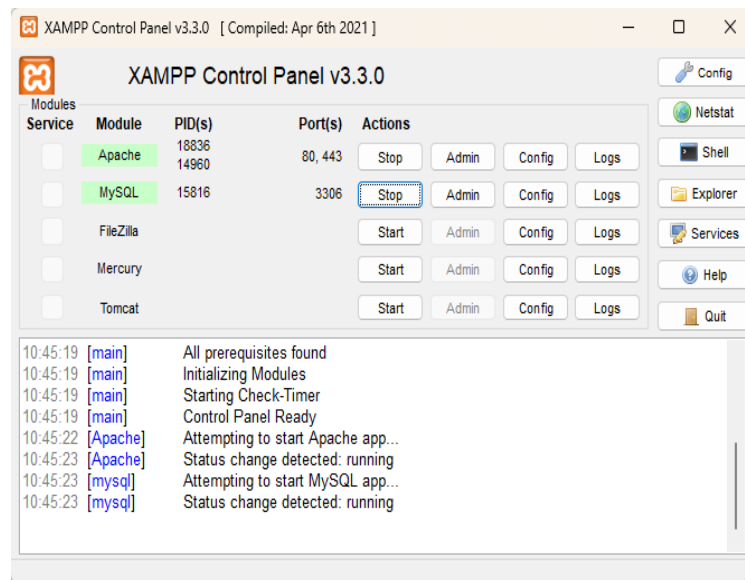 XAMPP Control Panel v3.3.0 [ Compiled: Apr 6th 2021 ]
XAMPP Control Panel v3.3.0
Config
Modules
Netstat
Service Module PID(s) Port(s) Actions
Apache 18836 14960 80, 443 Stop Admin Config Logs
Shell
MySQL 15816 3306 Stop Admin Config Logs
Explorer
FileZilla Start Admin Config Logs
Services
Mercury Start Admin Config Logs
Help
Tomcat Start Admin Config Logs
Quit
10:45:19 [main] All prerequisites found
10:45:19 [main] Initializing Modules
10:45:19 [main] Starting Check-Timer
10:45:19 [main] Control Panel Ready
10:45:22 [Apache] Attempting to start Apache app...
10:45:23 [Apache] Status change detected: running
10:45:23 [mysql] Attempting to start MySQL app...
10:45:23 [mysql] Status change detected: running